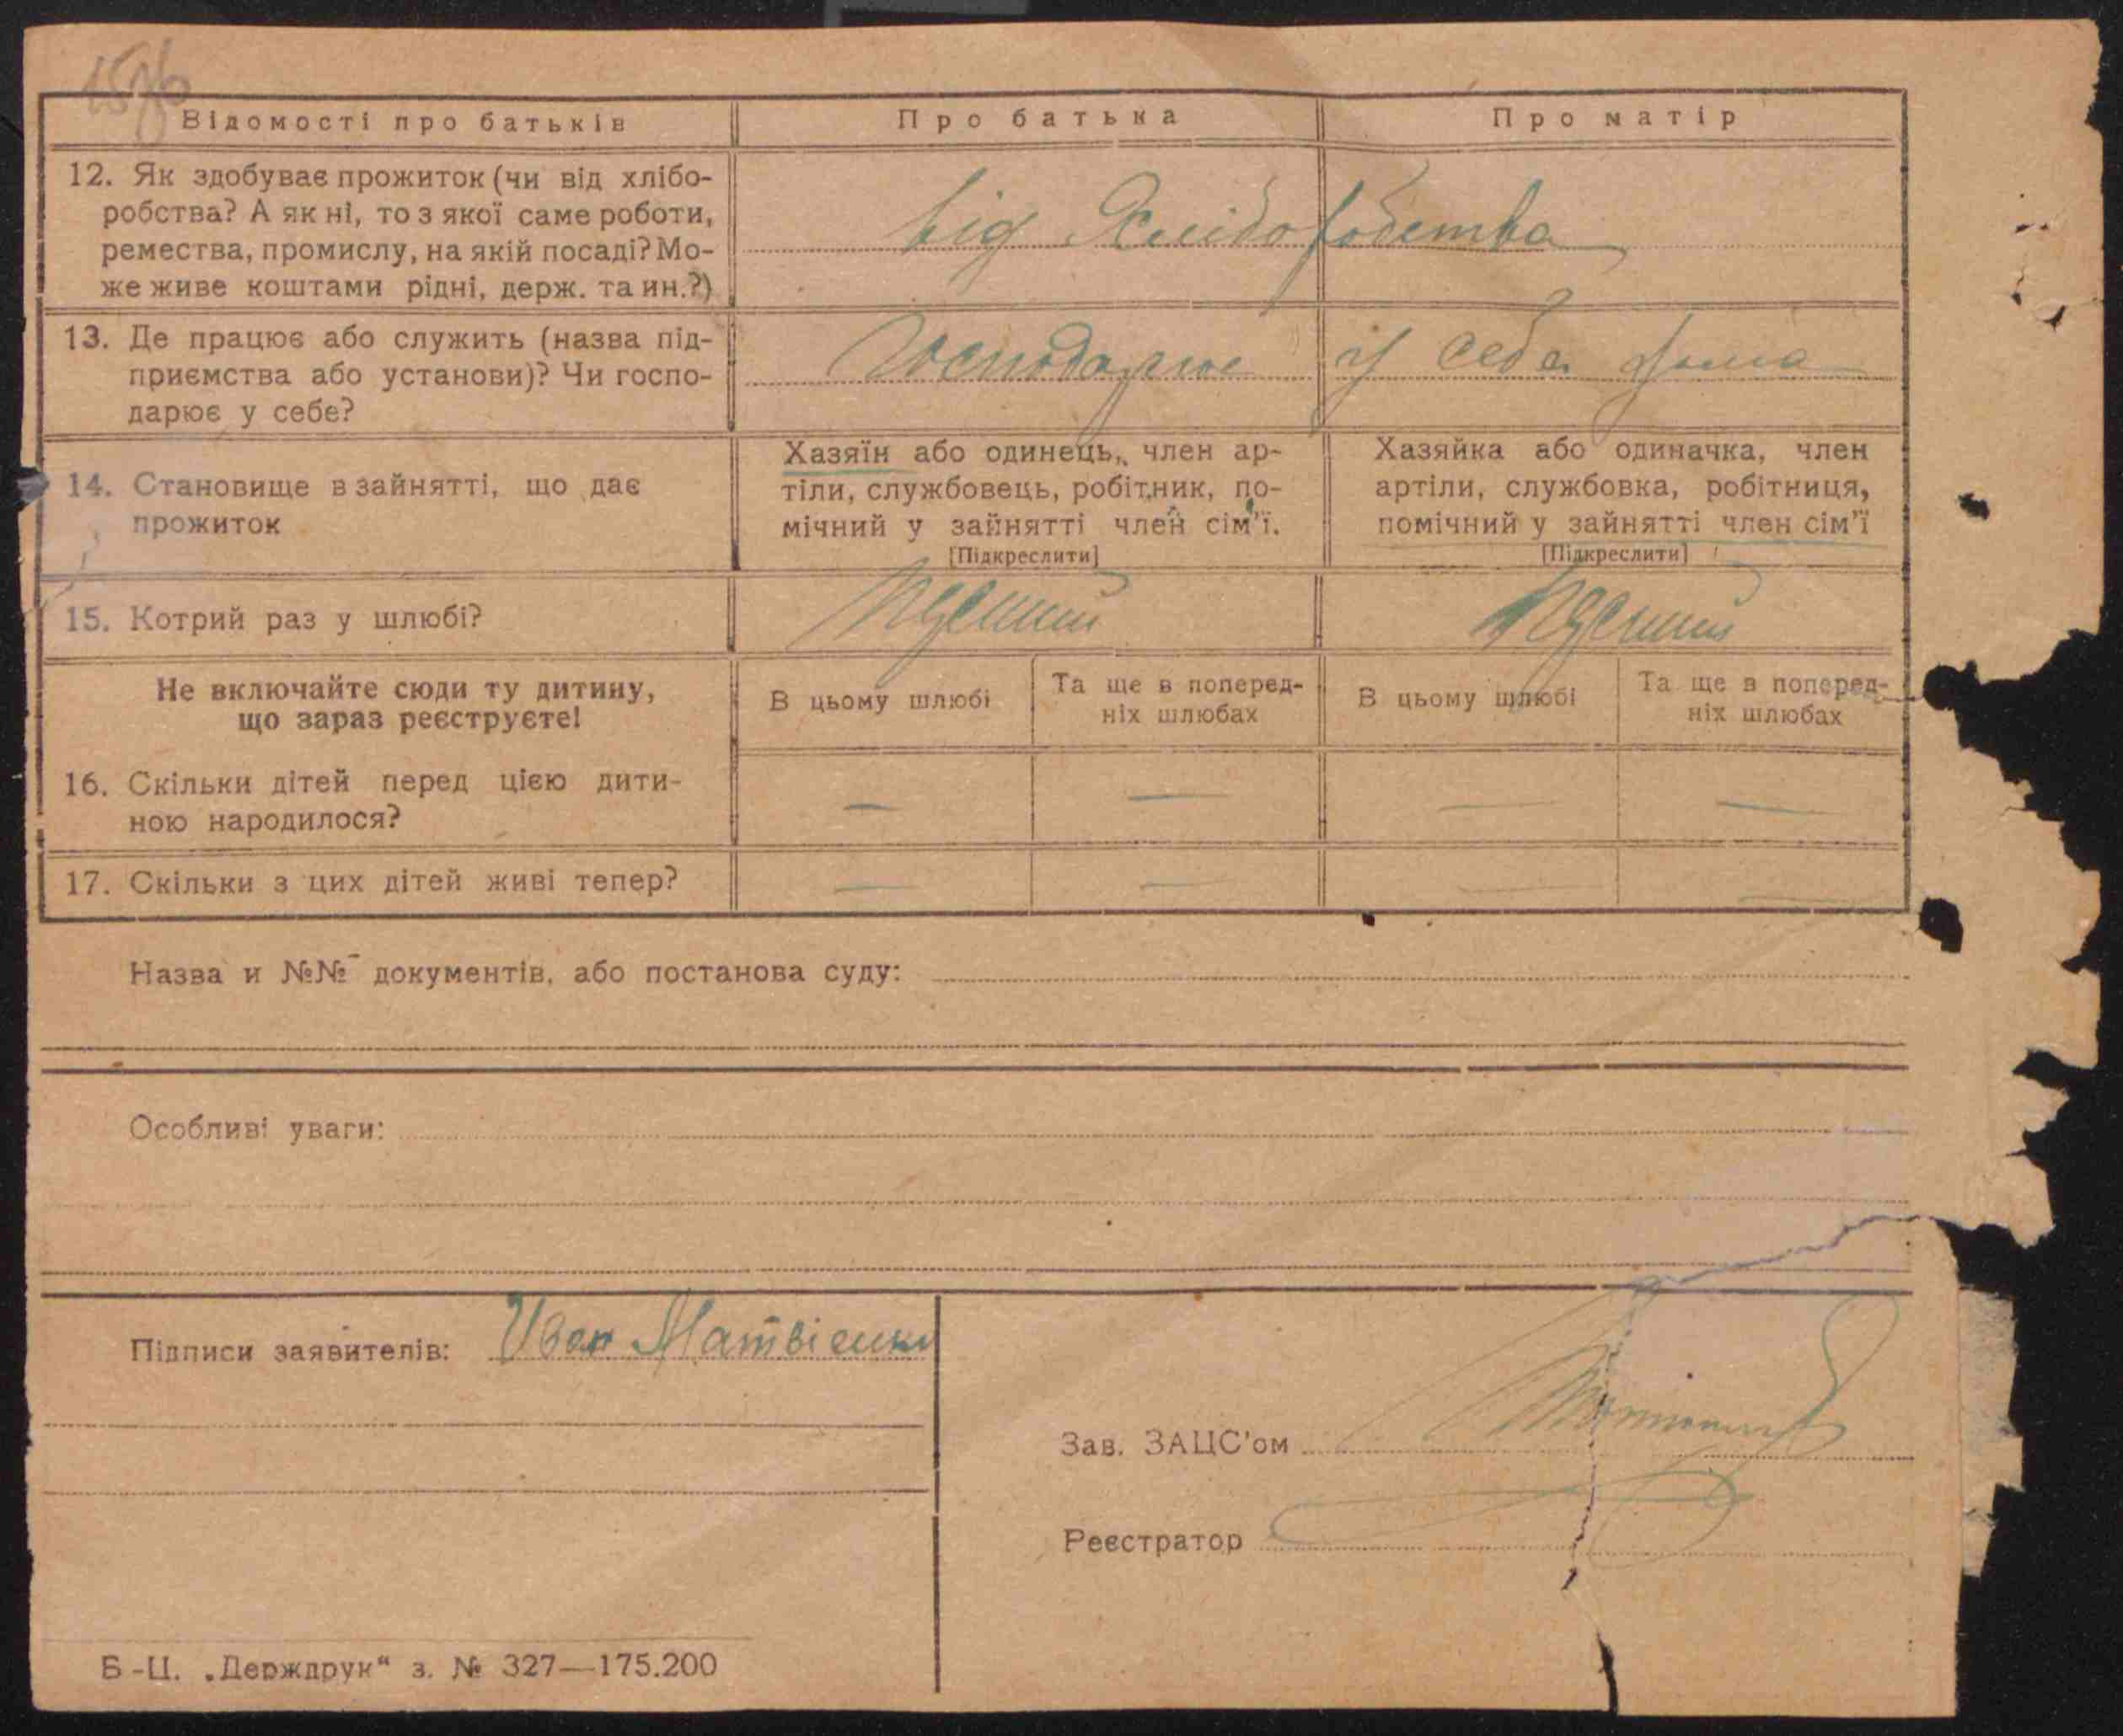 Відомості про батьків
Про батька
Про матір
12. Як здобуває прожиток (чи від хлібо-
робства? А як ні, то з якої саме роботи,
ремества, промислу, на якій посаді? Мо-
же живе коштами рідні, держ. та ин.?)
від Хліборобства
13. Де працює або служить (назва під-
приємства або установи)? Чи госпо-
дарює у себе?
Господарює у себе дома
14. Становище в зайнятті, що дає
прожиток
Хазяїн або одинець, член ар-
тіли, службовець, робітник, по-
мічний у зайнятті член сім'ї.
[Підкреслити]
Хазяйка або одиначка, член
артіли, службовка, робітниця,
помічний у зайнятті член сім'ї
[Підкреслити]
15. Котрий раз у шлюбі?
Не включайте сюди ту дитину,
що зараз реєструєте!
В цьому шлюбі
Та ще в поперед-
ніх шлюбах
В цьому шлюбі
Та ще в поперед-
ніх шлюбах
16. Скільки дітей перед цією дити-
ною народилося?
— — — —
17. Скільки з цих дітей живі тепер?
— — — —
Назва и №№ документів, або постанова суду:
Особливі уваги:
Підписи заявителів: Иван Матвіенко
Зав. ЗАЦС'ом
Реєстратор
Б-Ц. „Держдрук“ з. № 327—175.200